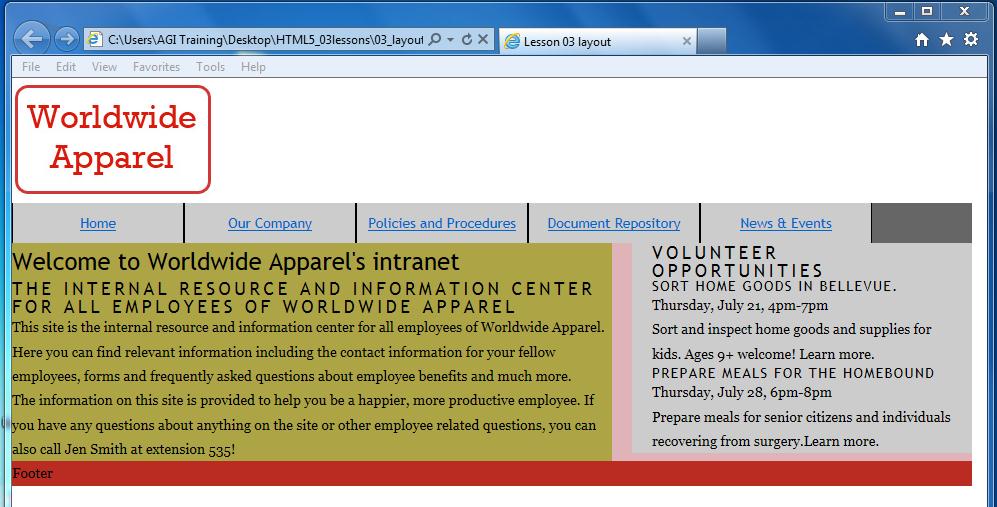 C:\Users\AGI Training\Desktop\HTML5_03lessons\03_layout
Lesson 03 layout
File Edit View Favorites Tools Help
Worldwide
Apparel
Home Our Company Policies and Procedures Document Repository News & Events
Welcome to Worldwide Apparel's intranet
THE INTERNAL RESOURCE AND INFORMATION CENTER
FOR ALL EMPLOYEES OF WORLDWIDE APPAREL
This site is the internal resource and information center for all employees of Worldwide Apparel.
Here you can find relevant information including the contact information for your fellow
employees, forms and frequently asked questions about employee benefits and much more.
The information on this site is provided to help you be a happier, more productive employee. If
you have any questions about anything on the site or other employee related questions, you can
also call Jen Smith at extension 535!
VOLUNTEER
OPPORTUNITIES
SORT HOME GOODS IN BELLEVUE.
Thursday, July 21, 4pm-7pm
Sort and inspect home goods and supplies for
kids. Ages 9+ welcome! Learn more.
PREPARE MEALS FOR THE HOMEBOUND
Thursday, July 28, 6pm-8pm
Prepare meals for senior citizens and individuals
recovering from surgery.Learn more.
Footer